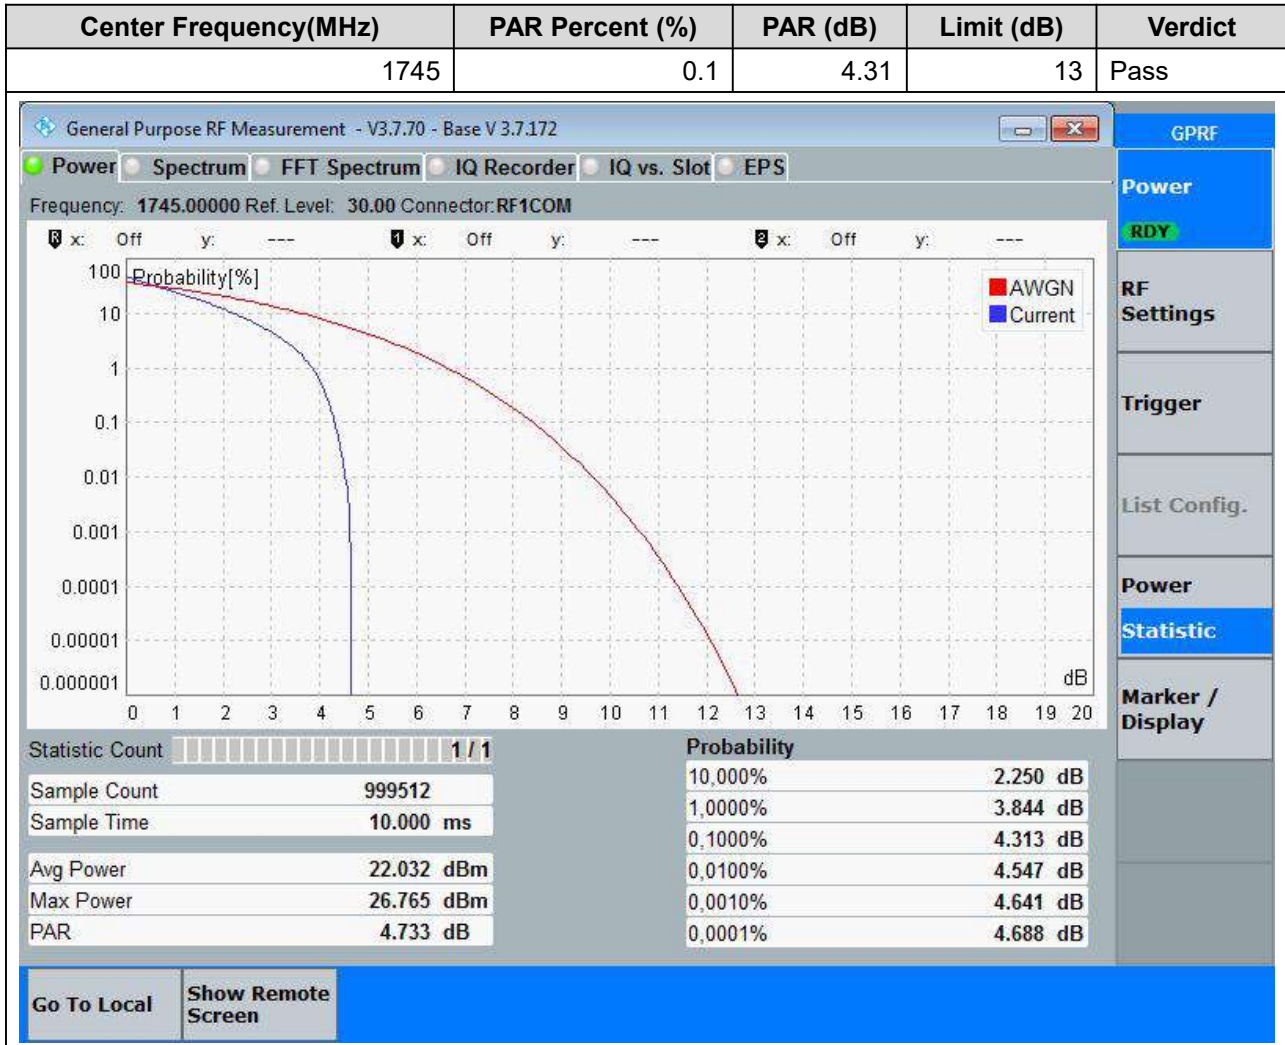 Center Frequency(MHz) PAR Percent (%) PAR (dB) Limit (dB) Verdict
1745 0.1 4.31 13 Pass
General Purpose RF Measurement - V3.7.70 - Base V 3.7.172
GPRF
Power Spectrum FFT Spectrum IQ Recorder IQ vs. Slot EPS
Frequency: 1745.00000 Ref. Level: 30.00 Connector:RF1COM
R x: Off y: --- 1 x: Off y: --- 2 x: Off y: ---
Probability[%]
AWGN
Current
100
10
1
0.1
0.01
0.001
0.0001
0.00001
0.000001
dB
0 1 2 3 4 5 6 7 8 9 10 11 12 13 14 15 16 17 18 19 20
Statistic Count 1 / 1
Sample Count 999512
Sample Time 10.000 ms
Avg Power 22.032 dBm
Max Power 26.765 dBm
PAR 4.733 dB
Probability
10,000% 2.250 dB
1,0000% 3.844 dB
0,1000% 4.313 dB
0,0100% 4.547 dB
0,0010% 4.641 dB
0,0001% 4.688 dB
Power
RDY
RF
Settings
Trigger
List Config.
Power
Statistic
Marker /
Display
Go To Local
Show Remote
Screen